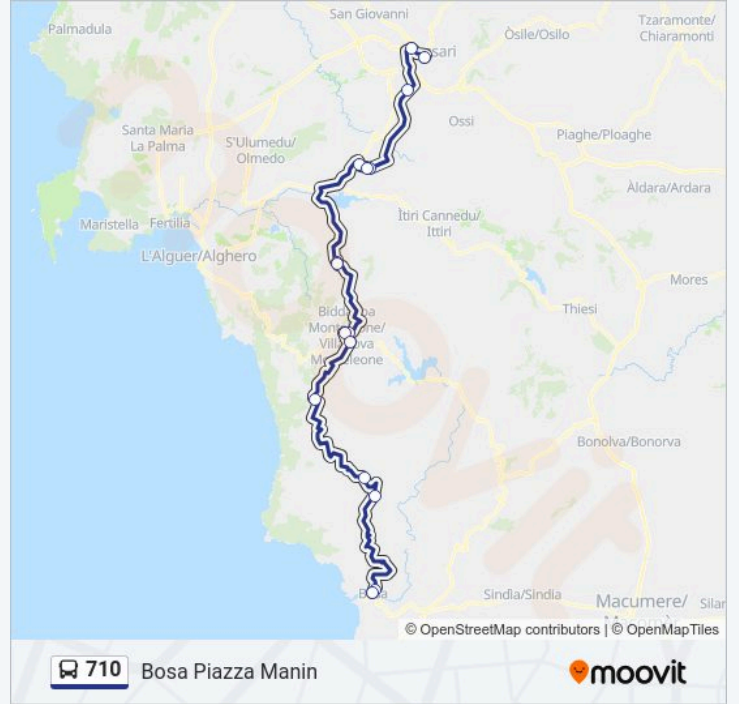 San Giovanni
Palmadula
Tzaramonte/
Chiaramonti
Òsile/Osilo
sari
Ossi
Santa Maria
La Palma
S'Ulumedu/
Olmedo
Piaghe/Ploaghe
Àldara/Ardara
Maristella
Fertilia
Ìtiri Cannedu/
Ittiri
L'Alguer/Alghero
Mores
Thiesi
Bonolva/Bonorva
Sindìa/Sindia
Macumere/
© OpenStreetMap contributors | © OpenMapTiles
710 Bosa Piazza Manin
moovit